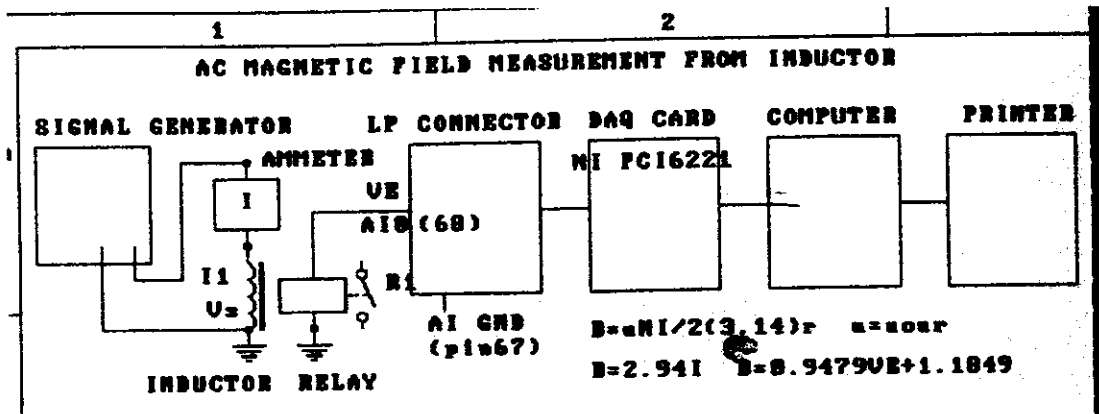 1 2
AC MAGNETIC FIELD MEASUREMENT FROM INDUCTOR
SIGNAL GENERATOR LP CONNECTOR DAQ CARD COMPUTER PRINTER
AMMETER NI PCI6221
I VE
AI8(68)
I1 R1
Vs
AI GND
(pin67)
INDUCTOR RELAY
B=uNI/2(3,14)r u=uour
B=2.94I B=8.9479VE+1.1849